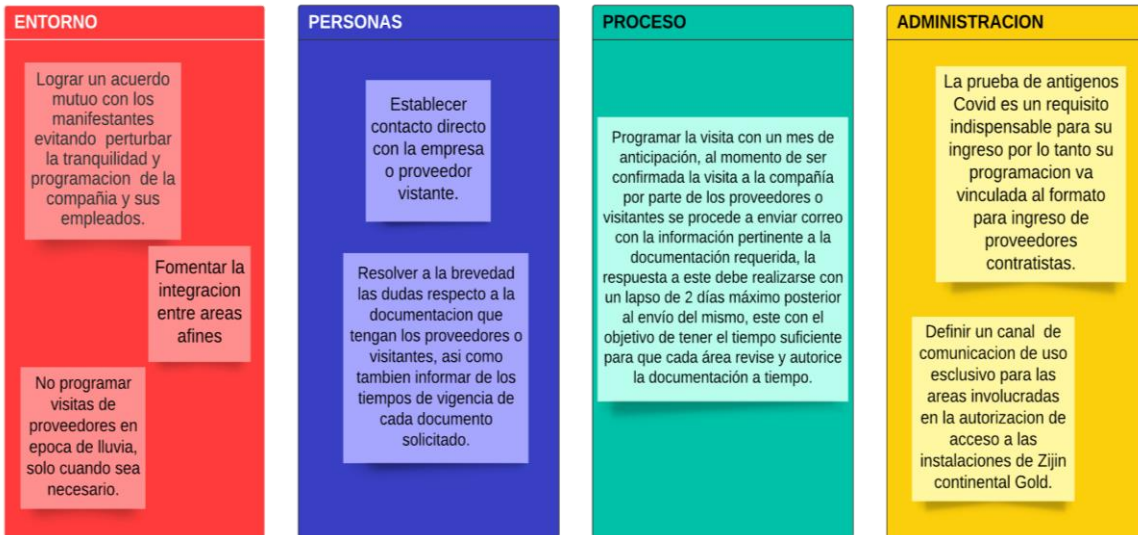 ENTORNO
Lograr un acuerdo
mutuo con los
manifestantes
evitando perturbar
la tranquilidad y
programacion de la
compañia y sus
empleados.
Fomentar la
integracion
entre areas
afines
No programar
visitas de
proveedores en
epoca de lluvia,
solo cuando sea
necesario.
PERSONAS
Establecer
contacto directo
con la empresa
o proveedor
vistante.
Resolver a la brevedad
las dudas respecto a la
documentacion que
tengan los proveedores o
visitantes, asi como
tambien informar de los
tiempos de vigencia de
cada documento
solicitado.
PROCESO
Programar la visita con un mes de
anticipación, al momento de ser
confirmada la visita a la compañía
por parte de los proveedores o
visitantes se procede a enviar correo
con la información pertinente a la
documentación requerida, la
respuesta a este debe realizarse con
un lapso de 2 días máximo posterior
al envío del mismo, este con el
objetivo de tener el tiempo suficiente
para que cada área revise y autorice
la documentación a tiempo.
ADMINISTRACION
La prueba de antigenos
Covid es un requisito
indispensable para su
ingreso por lo tanto su
programacion va
vinculada al formato
para ingreso de
proveedores
contratistas.
Definir un canal de
comunicacion de uso
esclusivo para las
areas involucradas
en la autorizacion de
acceso a las
instalaciones de Zijin
continental Gold.